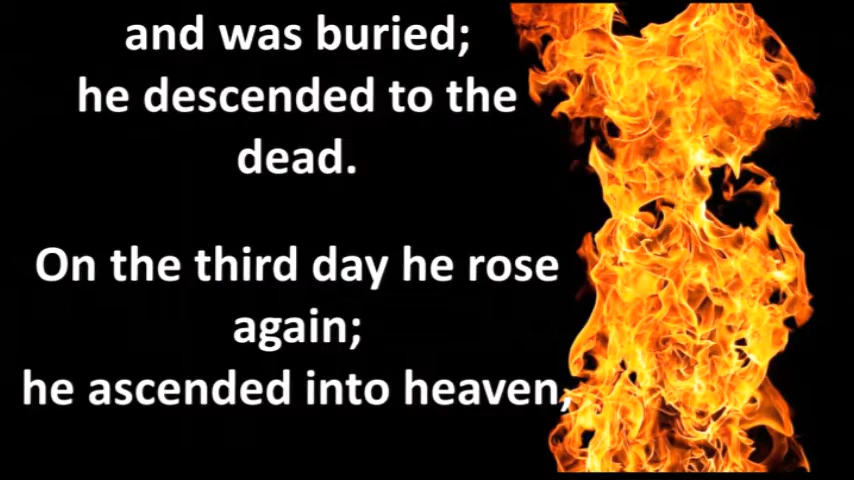 and was buried;
he descended to the
dead.
On the third day he rose
again;
he ascended into heaven,